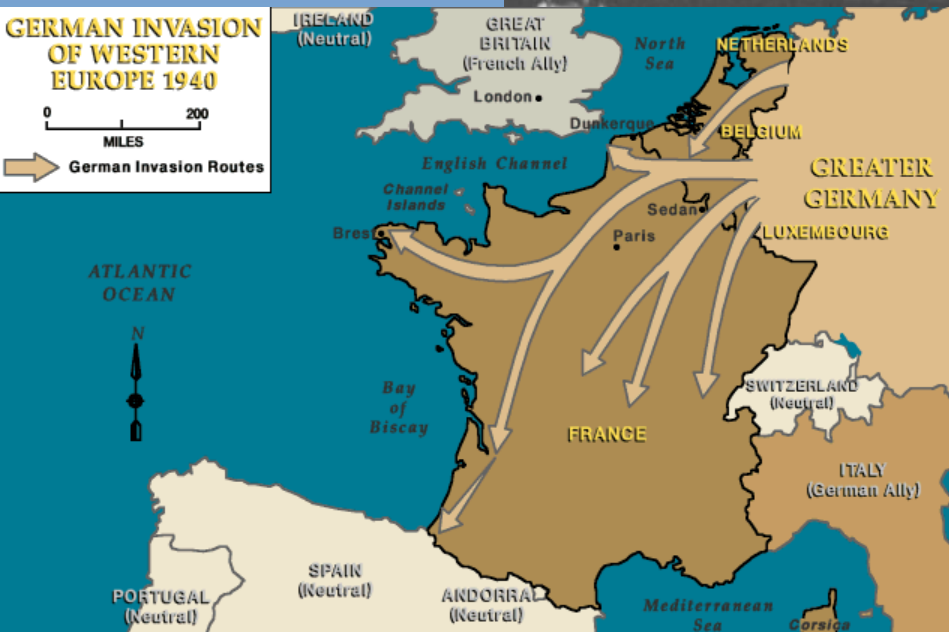 GERMAN INVASION
OF WESTERN
EUROPE 1940
0 200
MILES
German Invasion Routes
IRELAND
(Neutral)
GREAT
BRITAIN
(French Ally)
London
North
Sea
NETHERLANDS
Dunkerque
BELGIUM
English Channel
GREATER
GERMANY
Channel
Islands
Sedan
Brest
Paris
LUXEMBOURG
ATLANTIC
OCEAN
N
Bay
of
Biscay
SWITZERLAND
(Neutral)
FRANCE
ITALY
(German Ally)
SPAIN
(Neutral)
PORTUGAL
(Neutral)
ANDORRA
(Neutral)
Mediterranean
Sea
Corsica